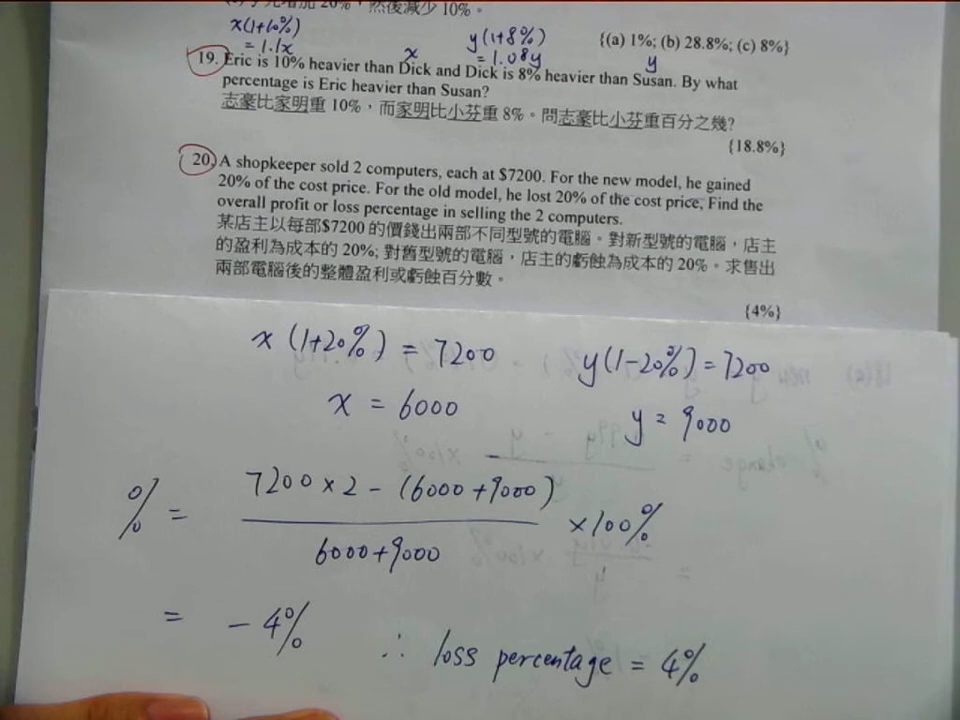 20%，然後減少 10%。
x(1+10%)
= 1.1x
x
y(1+8%)
= 1.08y
y
{(a) 1%; (b) 28.8%; (c) 8%}
19. Eric is 10% heavier than Dick and Dick is 8% heavier than Susan. By what
percentage is Eric heavier than Susan?
志豪比家明重 10%，而家明比小芬重 8%。問志豪比小芬重百分之幾?
{18.8%}
20. A shopkeeper sold 2 computers, each at $7200. For the new model, he gained
20% of the cost price. For the old model, he lost 20% of the cost price, Find the
overall profit or loss percentage in selling the 2 computers.
某店主以每部$7200 的價錢出兩部不同型號的電腦。對新型號的電腦，店主
的盈利為成本的 20%; 對舊型號的電腦，店主的虧蝕為成本的 20%。求售出
兩部電腦後的整體盈利或虧蝕百分數。
{4%}
x (1+20%) = 7200 y(1-20%) = 7200
x = 6000 y = 9000
% = 7200 x 2 - (6000 + 9000)
6000 + 9000
x 100%
= - 4% ∴ loss percentage = 4%